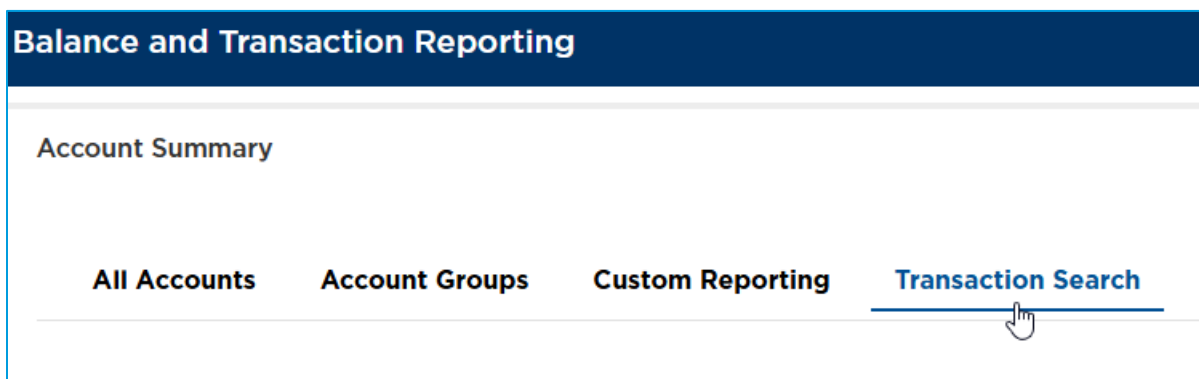 Balance and Transaction Reporting
Account Summary
All Accounts Account Groups Custom Reporting Transaction Search